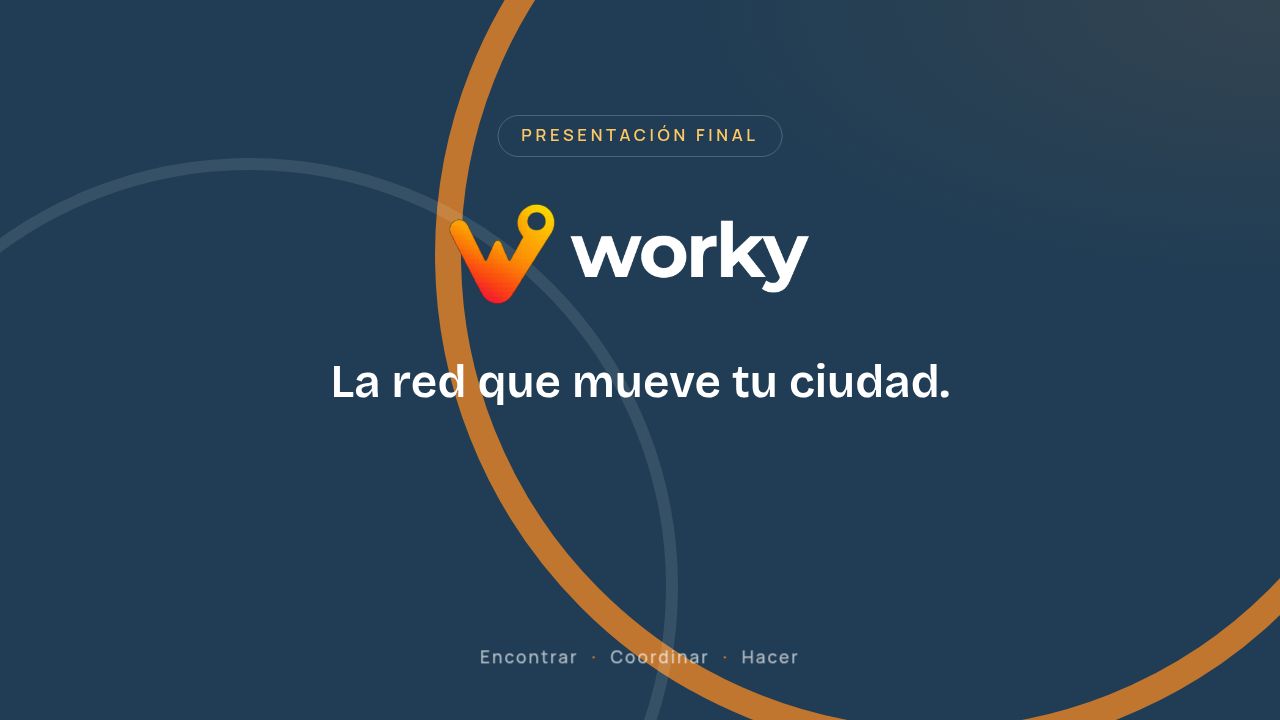 PRESENTACIÓN FINAL
worky
La red que mueve tu ciudad.
Encontrar · Coordinar · Hacer